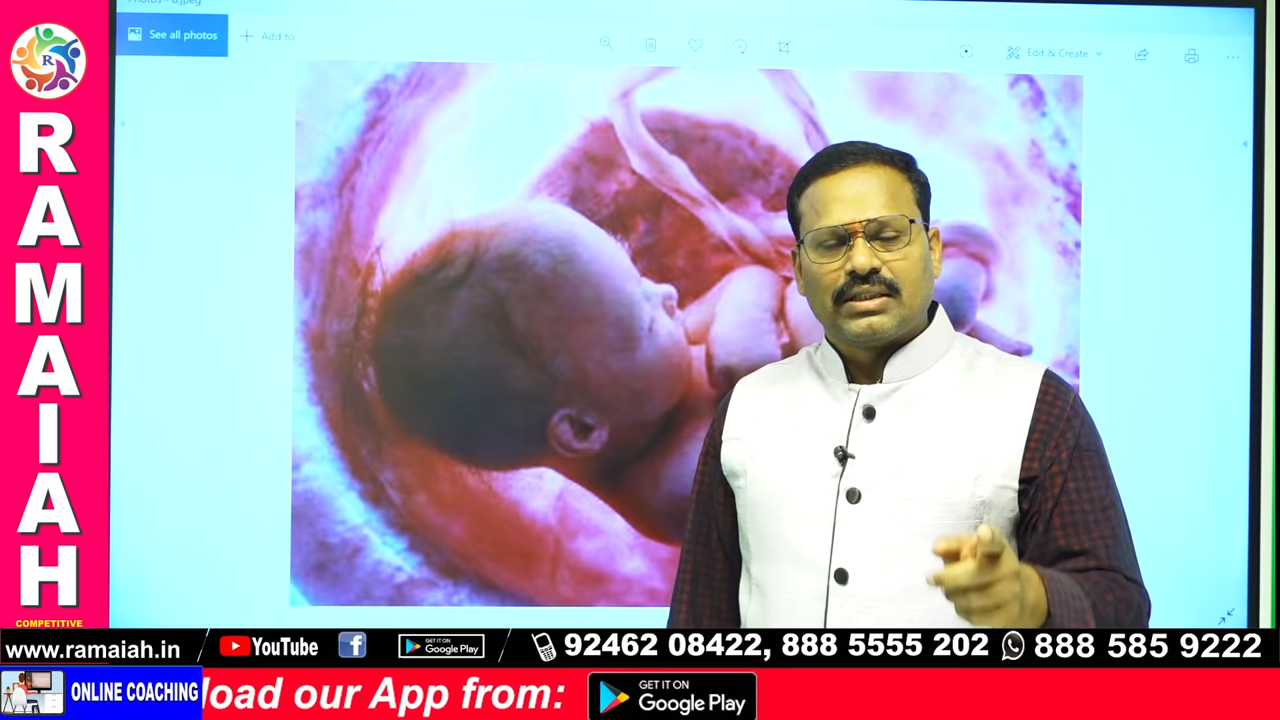 See all photos
Add to
Edit & Create
R
RAMAIAH
COMPETITIVE
www.ramaiah.in
YouTube
f
GET IT ON
Google Play
92462 08422, 888 5555 202
888 585 9222
ONLINE COACHING
load our App from:
GET IT ON
Google Play